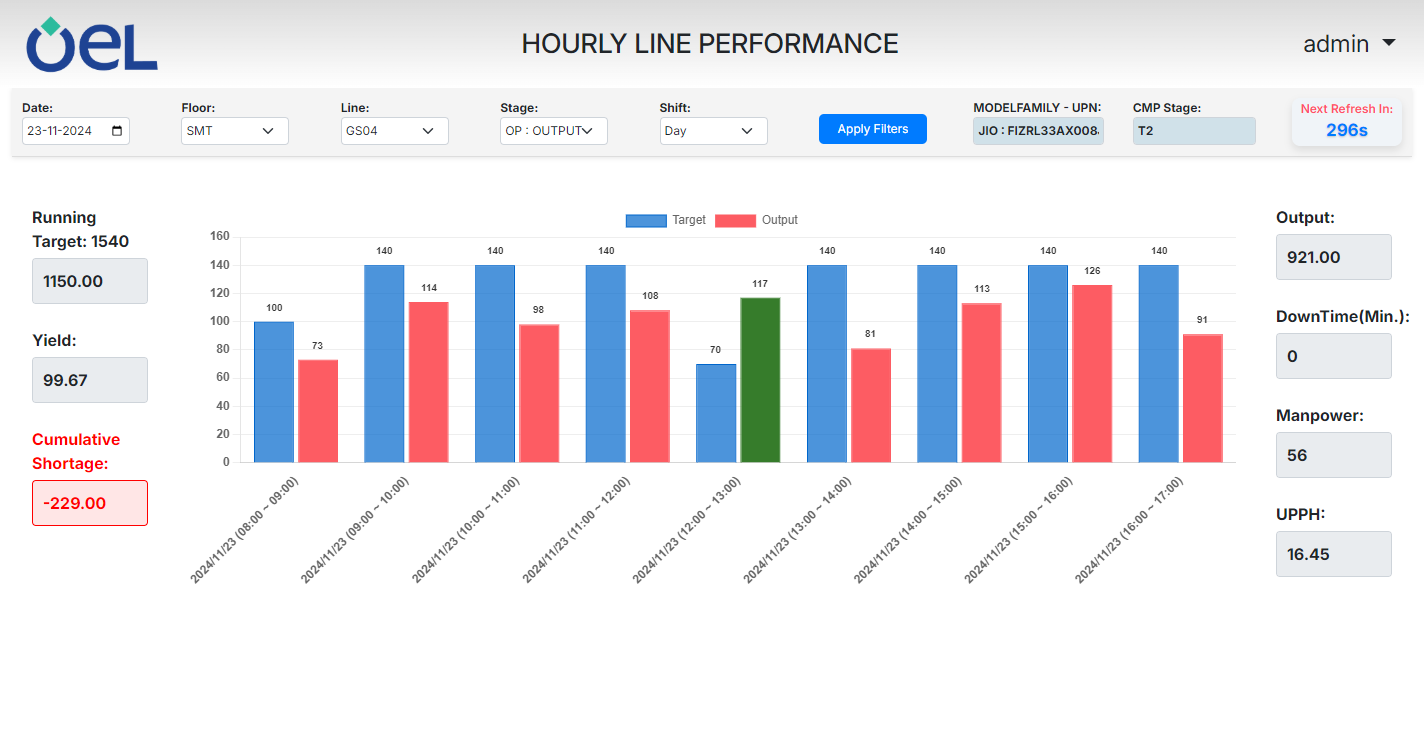 oeL
HOURLY LINE PERFORMANCE
admin
Date:
23-11-2024
Floor:
SMT
Line:
GS04
Stage:
OP : OUTPUT
Shift:
Day
Apply Filters
MODELFAMILY - UPN:
JIO : FIZRL33AX008
CMP Stage:
T2
Next Refresh In:
296s
Running
Target: 1540
1150.00
Yield:
99.67
Cumulative
Shortage:
-229.00
Target Output
160
140
120
100
80
60
40
20
0
100 73
140 114
140 98
140 108
70 117
140 81
140 113
140 126
140 91
2024/11/23 (08:00 ~ 09:00)
2024/11/23 (09:00 ~ 10:00)
2024/11/23 (10:00 ~ 11:00)
2024/11/23 (11:00 ~ 12:00)
2024/11/23 (12:00 ~ 13:00)
2024/11/23 (13:00 ~ 14:00)
2024/11/23 (14:00 ~ 15:00)
2024/11/23 (15:00 ~ 16:00)
2024/11/23 (16:00 ~ 17:00)
Output:
921.00
DownTime(Min.):
0
Manpower:
56
UPPH:
16.45